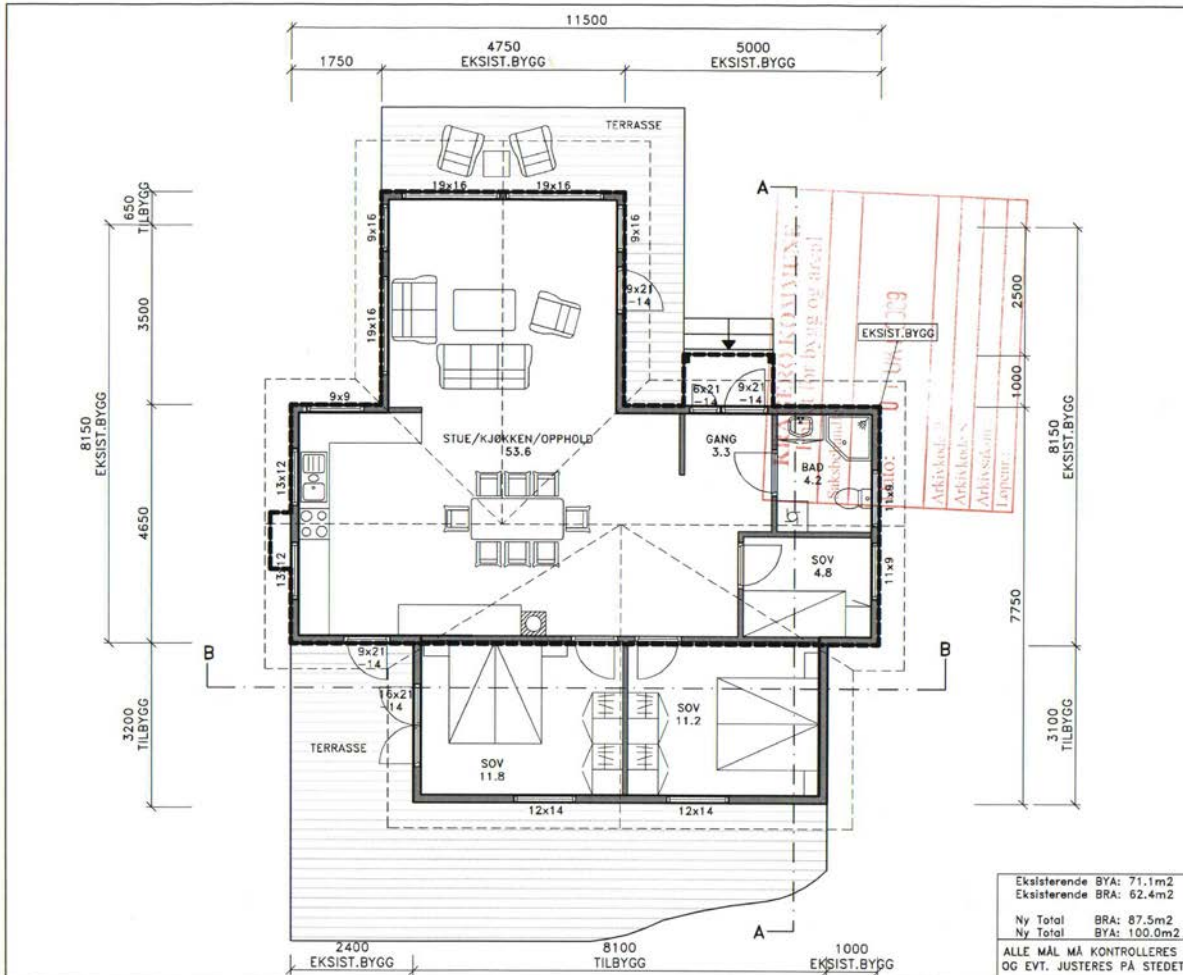 11500
4750
EKSIST.BYGG
5000
EKSIST.BYGG
1750
TERRASSE
A
19x16
19x16
650
TILBYGG
9x16
9x16
3500
19x16
9x21
-14
2500
EKSIST.BYGG
1000
6x21
-14
9x21
-14
9x9
8150
EKSIST.BYGG
8150
EKSIST.BYGG
STUE/KJØKKEN/OPPHOLD
53.6
GANG
3.3
BAD
4.2
Arkivkode
Arkivkode
Arkivsaksnr
13x12
11x9
4650
13x12
SOV
4.8
11x9
7750
B
B
9x21
-14
16x21
-14
3200
TILBYGG
SOV
11.2
3100
TILBYGG
TERRASSE
SOV
11.8
12x14
12x14
A
2400
EKSIST.BYGG
8100
TILBYGG
1000
EKSIST.BYGG
Eksisterende BYA: 71.1m2
Eksisterende BRA: 62.4m2
Ny Total BRA: 87.5m2
Ny Total BYA: 100.0m2
ALLE MÅL MÅ KONTROLLERES
OG EVT. JUSTERES PÅ STEDET